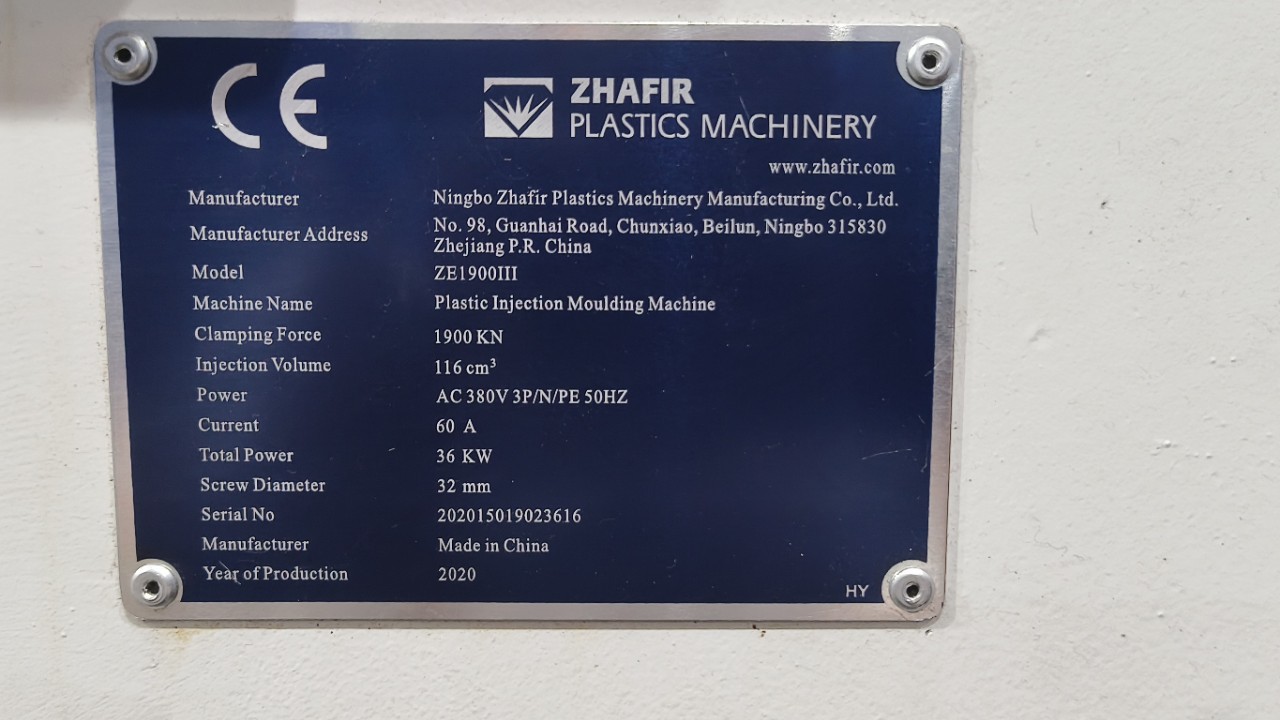 CE
ZHAFIR
PLASTICS MACHINERY
www.zhafir.com
Manufacturer Ningbo Zhafir Plastics Machinery Manufacturing Co., Ltd.
Manufacturer Address No. 98, Guanhai Road, Chunxiao, Beilun, Ningbo 315830
Zhejiang P.R. China
Model ZE1900III
Machine Name Plastic Injection Moulding Machine
Clamping Force 1900 KN
Injection Volume 116 cm³
Power AC 380V 3P/N/PE 50HZ
Current 60 A
Total Power 36 KW
Screw Diameter 32 mm
Serial No 202015019023616
Manufacturer Made in China
Year of Production 2020
HY